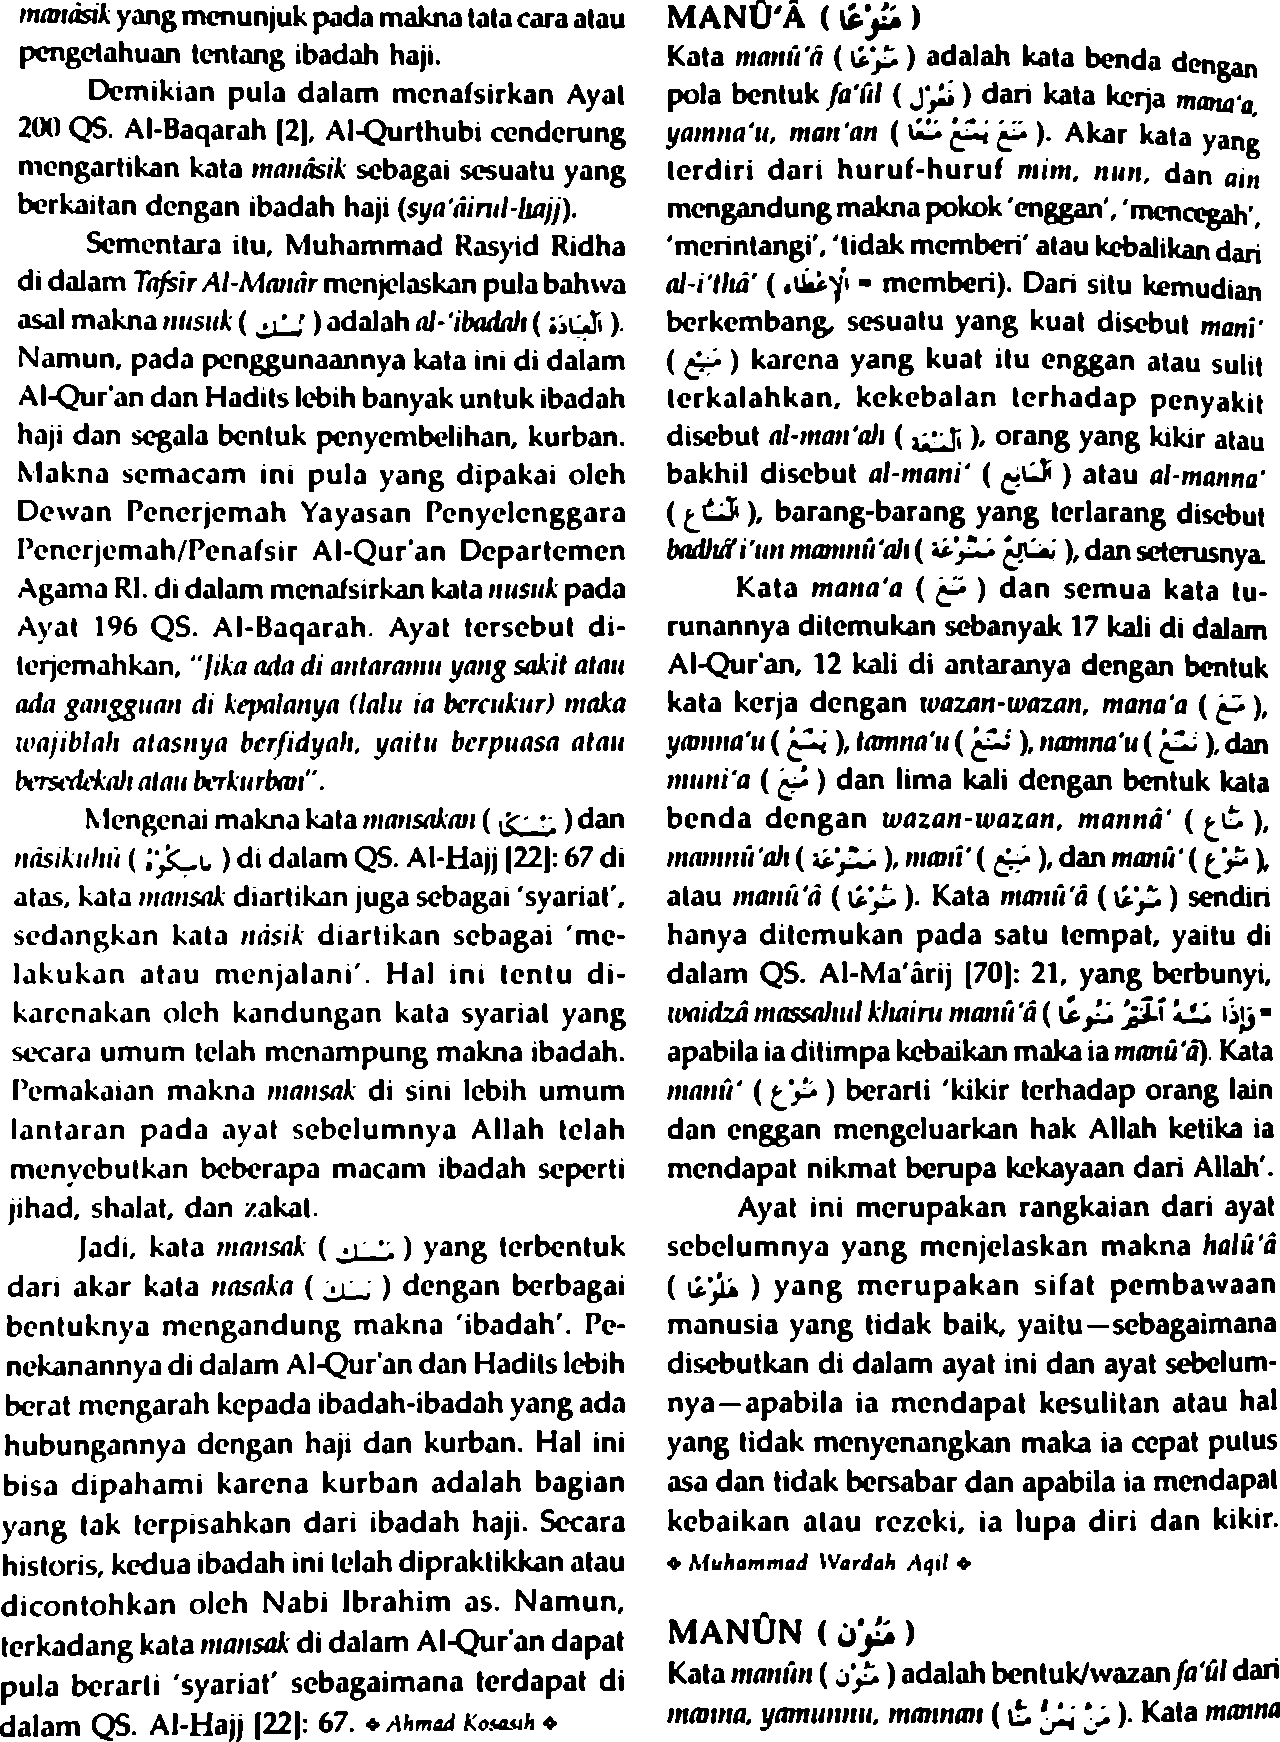 manâsik yang menunjuk pada makna tata cara atau
pengetahuan tentang ibadah haji.
Demikian pula dalam menafsirkan Ayat
200 QS. Al-Baqarah [2], Al-Qurthubi cenderung
mengartikan kata manâsik sebagai sesuatu yang
berkaitan dengan ibadah haji (sya'âirul-hajj).
Sementara itu, Muhammad Rasyid Ridha
di dalam Tafsîr Al-Manâr menjelaskan pula bahwa
asal makna nusuk ( نُسُك ) adalah al-'ibadah ( اَلْعِبَادَة ).
Namun, pada penggunaannya kata ini di dalam
Al-Qur'an dan Hadits lebih banyak untuk ibadah
haji dan segala bentuk penyembelihan, kurban.
Makna semacam ini pula yang dipakai oleh
Dewan Penerjemah Yayasan Penyelenggara
Penerjemah/Penafsir Al-Qur'an Departemen
Agama RI. di dalam menafsirkan kata nusuk pada
Ayat 196 QS. Al-Baqarah. Ayat tersebut di-
terjemahkan, "Jika ada di antaramu yang sakit atau
ada gangguan di kepalanya (lalu ia bercukur) maka
wajiblah atasnya berfidyah, yaitu berpuasa atau
bersedekah atau berkurban".
Mengenai makna kata mansakan ( مَنْسَكًا ) dan
nâsikuhû ( نَاسِكُوْهُ ) di dalam QS. Al-Hajj [22]: 67 di
atas, kata mansak diartikan juga sebagai 'syariat',
sedangkan kata nâsik diartikan sebagai 'me-
lakukan atau menjalani'. Hal ini tentu di-
karenakan oleh kandungan kata syariat yang
secara umum telah menampung makna ibadah.
Pemakaian makna mansak di sini lebih umum
lantaran pada ayat sebelumnya Allah telah
menyebutkan beberapa macam ibadah seperti
jihad, shalat, dan zakat.
Jadi, kata mansak ( مَنْسَك ) yang terbentuk
dari akar kata nasaka ( نَسَكَ ) dengan berbagai
bentuknya mengandung makna 'ibadah'. Pe-
nekanannya di dalam Al-Qur'an dan Hadits lebih
berat mengarah kepada ibadah-ibadah yang ada
hubungannya dengan haji dan kurban. Hal ini
bisa dipahami karena kurban adalah bagian
yang tak terpisahkan dari ibadah haji. Secara
historis, kedua ibadah ini telah dipraktikkan atau
dicontohkan oleh Nabi Ibrahim as. Namun,
terkadang kata mansak di dalam Al-Qur'an dapat
pula berarti 'syariat' sebagaimana terdapat di
dalam QS. Al-Hajj [22]: 67. ❖ Ahmad Kosasih ❖
MANÛ'Â ( مَنُوْعًا )
Kata manû'â ( مَنُوْعًا ) adalah kata benda dengan
pola bentuk fa'ûl ( فَعُوْل ) dari kata kerja mana'a,
yamna'u, man'an ( مَنَعَ يَمْنَعُ مَنْعًا ). Akar kata yang
terdiri dari huruf-huruf mim, nun, dan ain
mengandung makna pokok 'enggan', 'mencegah',
'merintangi', 'tidak memberi' atau kebalikan dari
al-i'thâ' ( اَلْإِعْطَاء = memberi). Dari situ kemudian
berkembang, sesuatu yang kuat disebut manî'
( مَنِيْع ) karena yang kuat itu enggan atau sulit
terkalahkan, kekebalan terhadap penyakit
disebut al-man'ah ( اَلْمَنْعَة ), orang yang kikir atau
bakhil disebut al-mani' ( اَلْمَانِع ) atau al-manna'
( اَلْمَنَّاع ), barang-barang yang terlarang disebut
badhâ'i'un mamnû'ah ( بَضَائِعُ مَمْنُوْعَة ), dan seterusnya.
Kata mana'a ( مَنَعَ ) dan semua kata tu-
runannya ditemukan sebanyak 17 kali di dalam
Al-Qur'an, 12 kali di antaranya dengan bentuk
kata kerja dengan wazan-wazan, mana'a ( مَنَعَ ),
yamna'u ( يَمْنَعُ ), tamna'u ( تَمْنَعُ ), namna'u ( نَمْنَعُ ), dan
muni'a ( مُنِعَ ) dan lima kali dengan bentuk kata
benda dengan wazan-wazan, mannâ' ( مَنَّاع ),
mamnû'ah ( مَمْنُوْعَة ), manî' ( مَنِيْع ), dan manû' ( مَنُوْع ),
atau manû'â ( مَنُوْعًا ). Kata manû'â ( مَنُوْعًا ) sendiri
hanya ditemukan pada satu tempat, yaitu di
dalam QS. Al-Ma'ârij [70]: 21, yang berbunyi,
waidzâ massahul khairu manû'â ( وَإِذَا مَسَّهُ الْخَيْرُ مَنُوعًا =
apabila ia ditimpa kebaikan maka ia manû'â). Kata
manû' ( مَنُوْع ) berarti 'kikir terhadap orang lain
dan enggan mengeluarkan hak Allah ketika ia
mendapat nikmat berupa kekayaan dari Allah'.
Ayat ini merupakan rangkaian dari ayat
sebelumnya yang menjelaskan makna halû'â
( هَلُوْعًا ) yang merupakan sifat pembawaan
manusia yang tidak baik, yaitu—sebagaimana
disebutkan di dalam ayat ini dan ayat sebelum-
nya—apabila ia mendapat kesulitan atau hal
yang tidak menyenangkan maka ia cepat putus
asa dan tidak bersabar dan apabila ia mendapat
kebaikan atau rezeki, ia lupa diri dan kikir.
❖ Muhammad Wardah Aqil ❖
MANÛN ( مَنُوْن )
Kata manûn ( مَنُوْن ) adalah bentuk/wazan fa'ûl dari
manna, yamunnu, mannan ( مَنَّ يَمُنُّ مَنًّا ). Kata manna